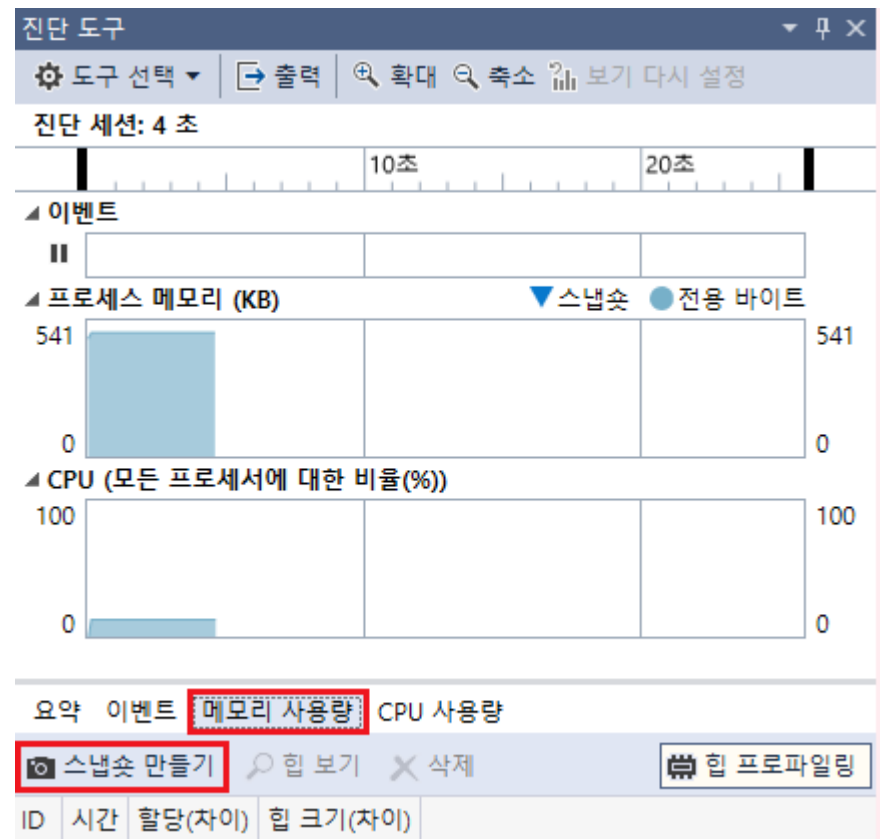 진단 도구
도구 선택 출력 확대 축소 보기 다시 설정
진단 세션: 4 초
10초 20초
이벤트
프로세스 메모리 (KB) 스냅숏 전용 바이트
541 541
0 0
CPU (모든 프로세서에 대한 비율(%))
100 100
0 0
요약 이벤트 메모리 사용량 CPU 사용량
스냅숏 만들기 힙 보기 삭제 힙 프로파일링
ID 시간 할당(차이) 힙 크기(차이)